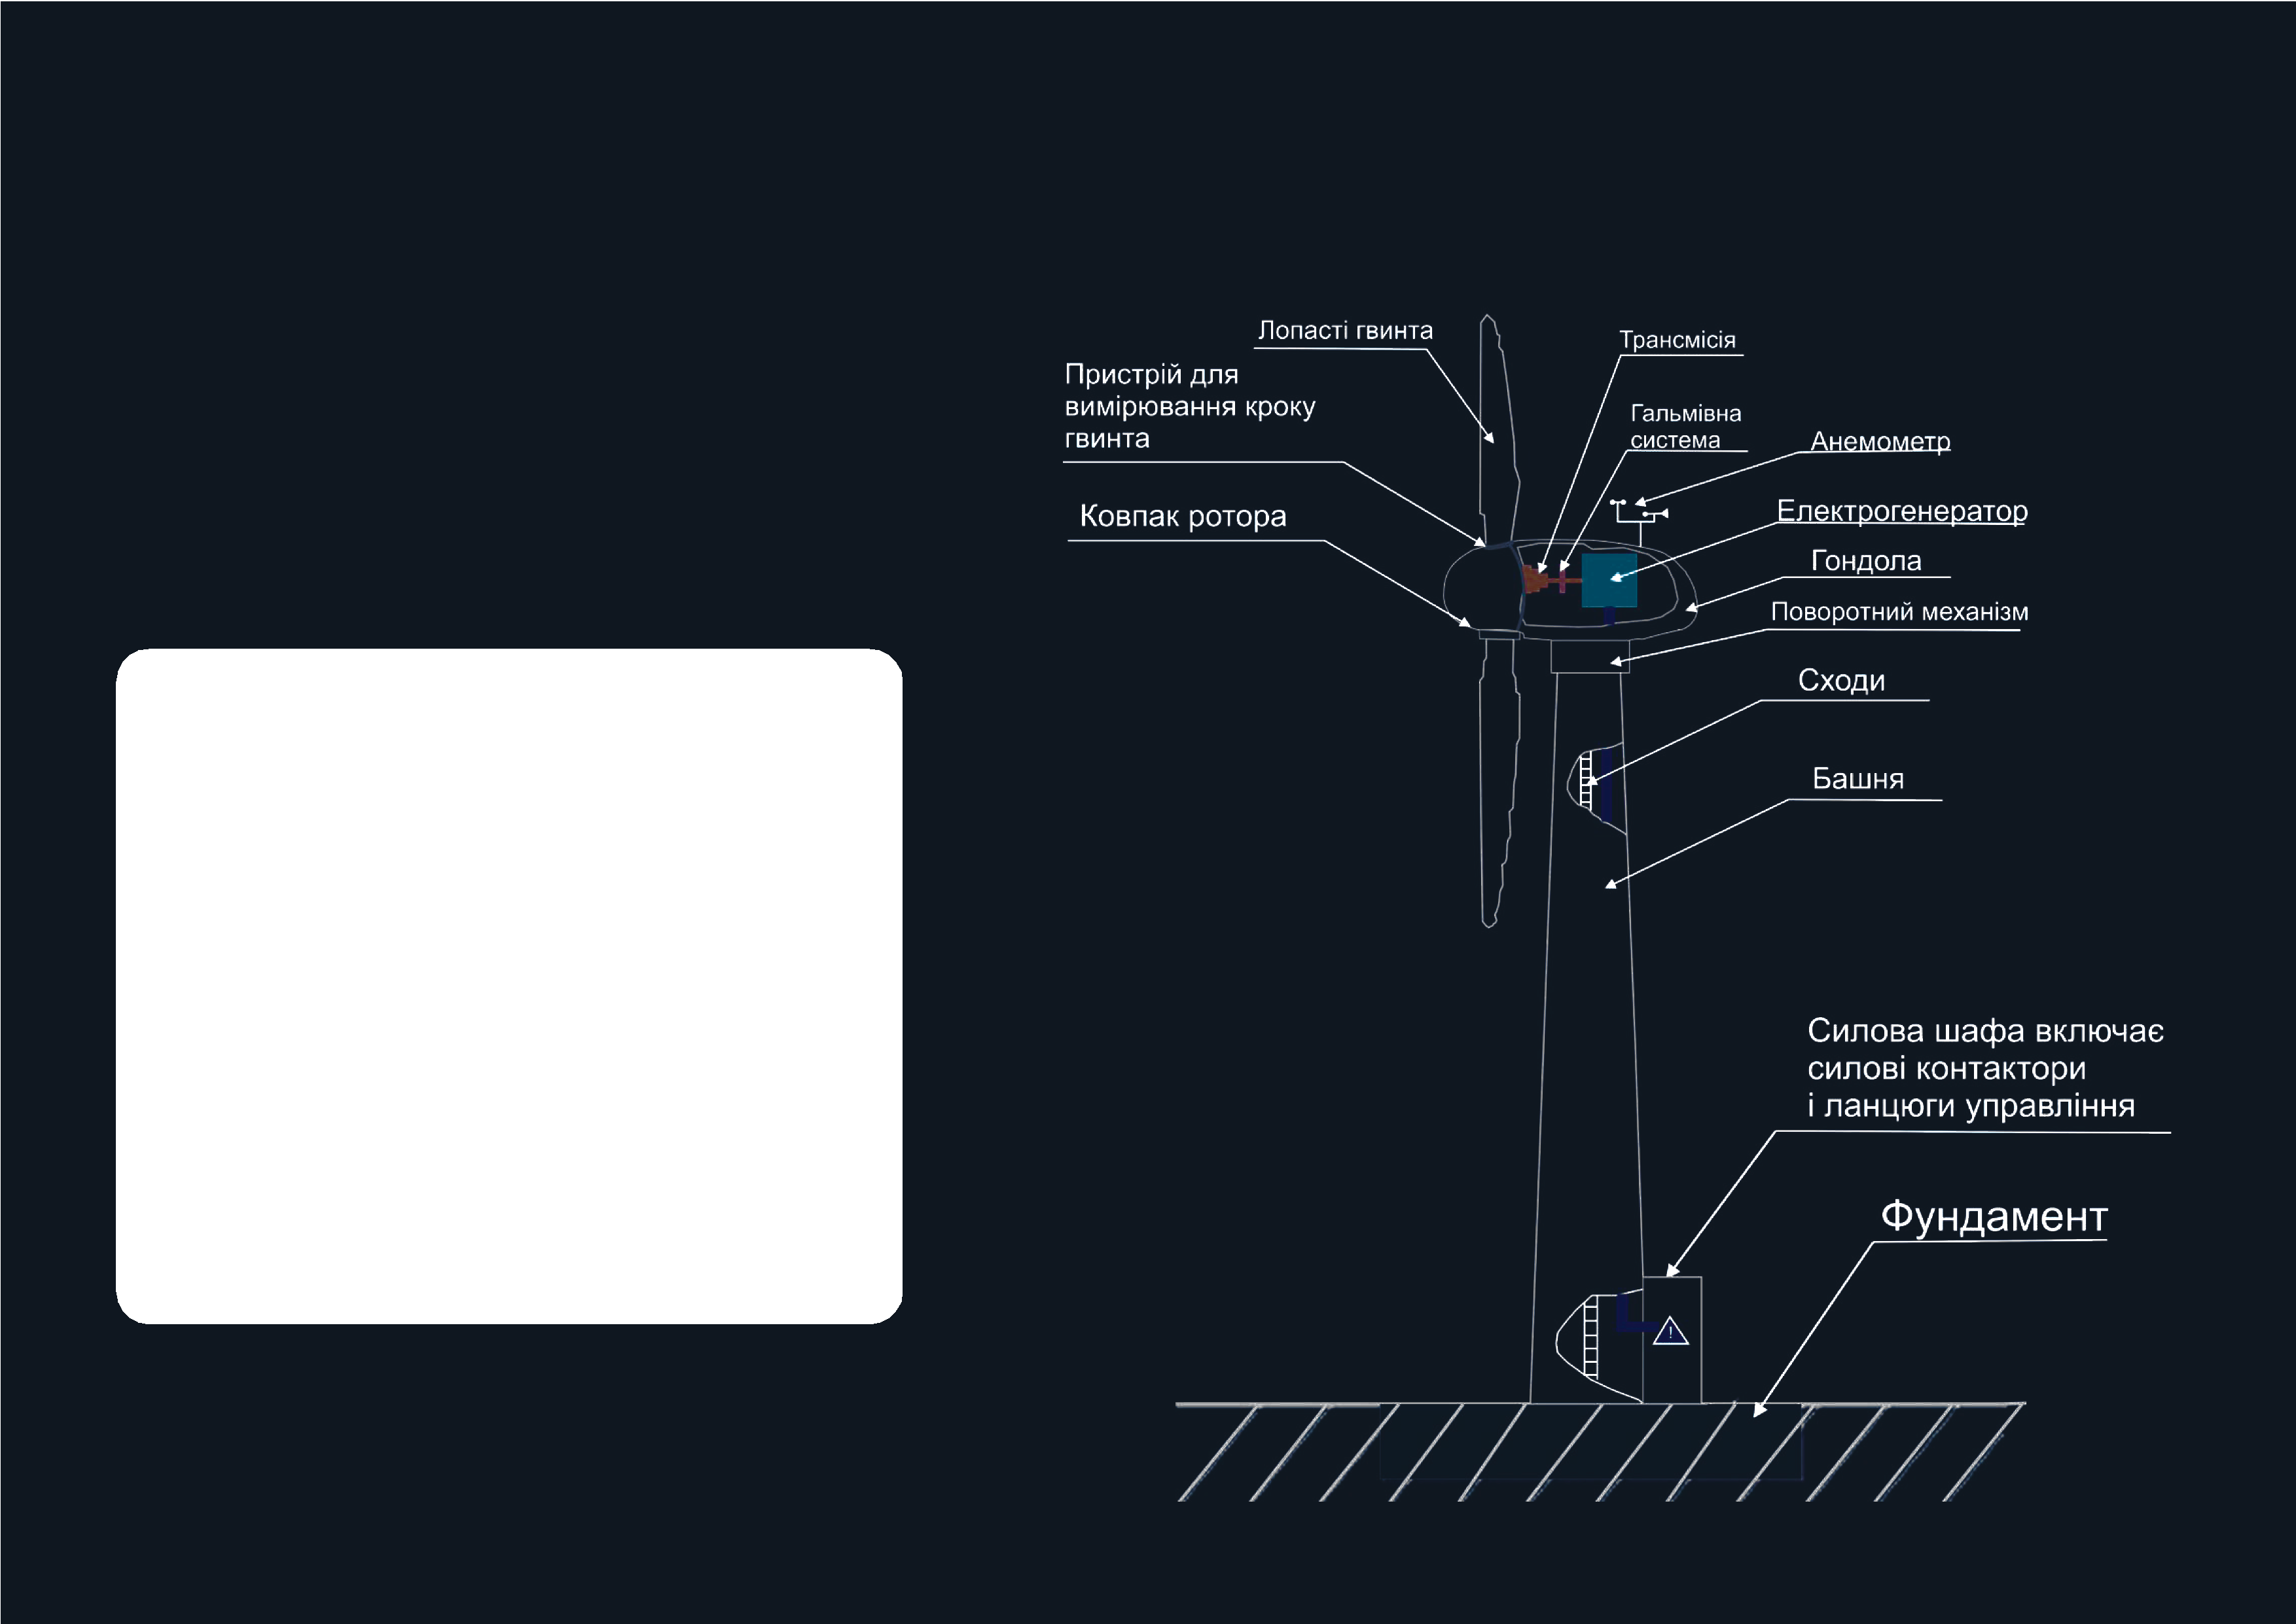 Лопасті гвинта
Трансмісія
Пристрій для
вимірювання кроку
гвинта
Гальмівна
система
Анемометр
Ковпак ротора
Електрогенератор
Гондола
Поворотний механізм
Сходи
Башня
Силова шафа включає
силові контактори
і ланцюги управління
Фундамент
!